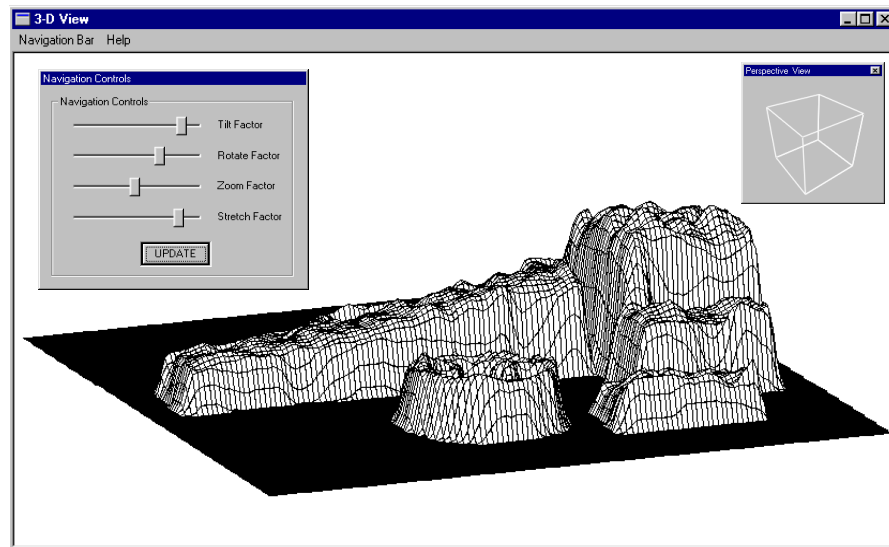 3-D View
Navigation Bar Help
Navigation Controls
Navigation Controls
Tilt Factor
Rotate Factor
Zoom Factor
Stretch Factor
UPDATE
Perspective View